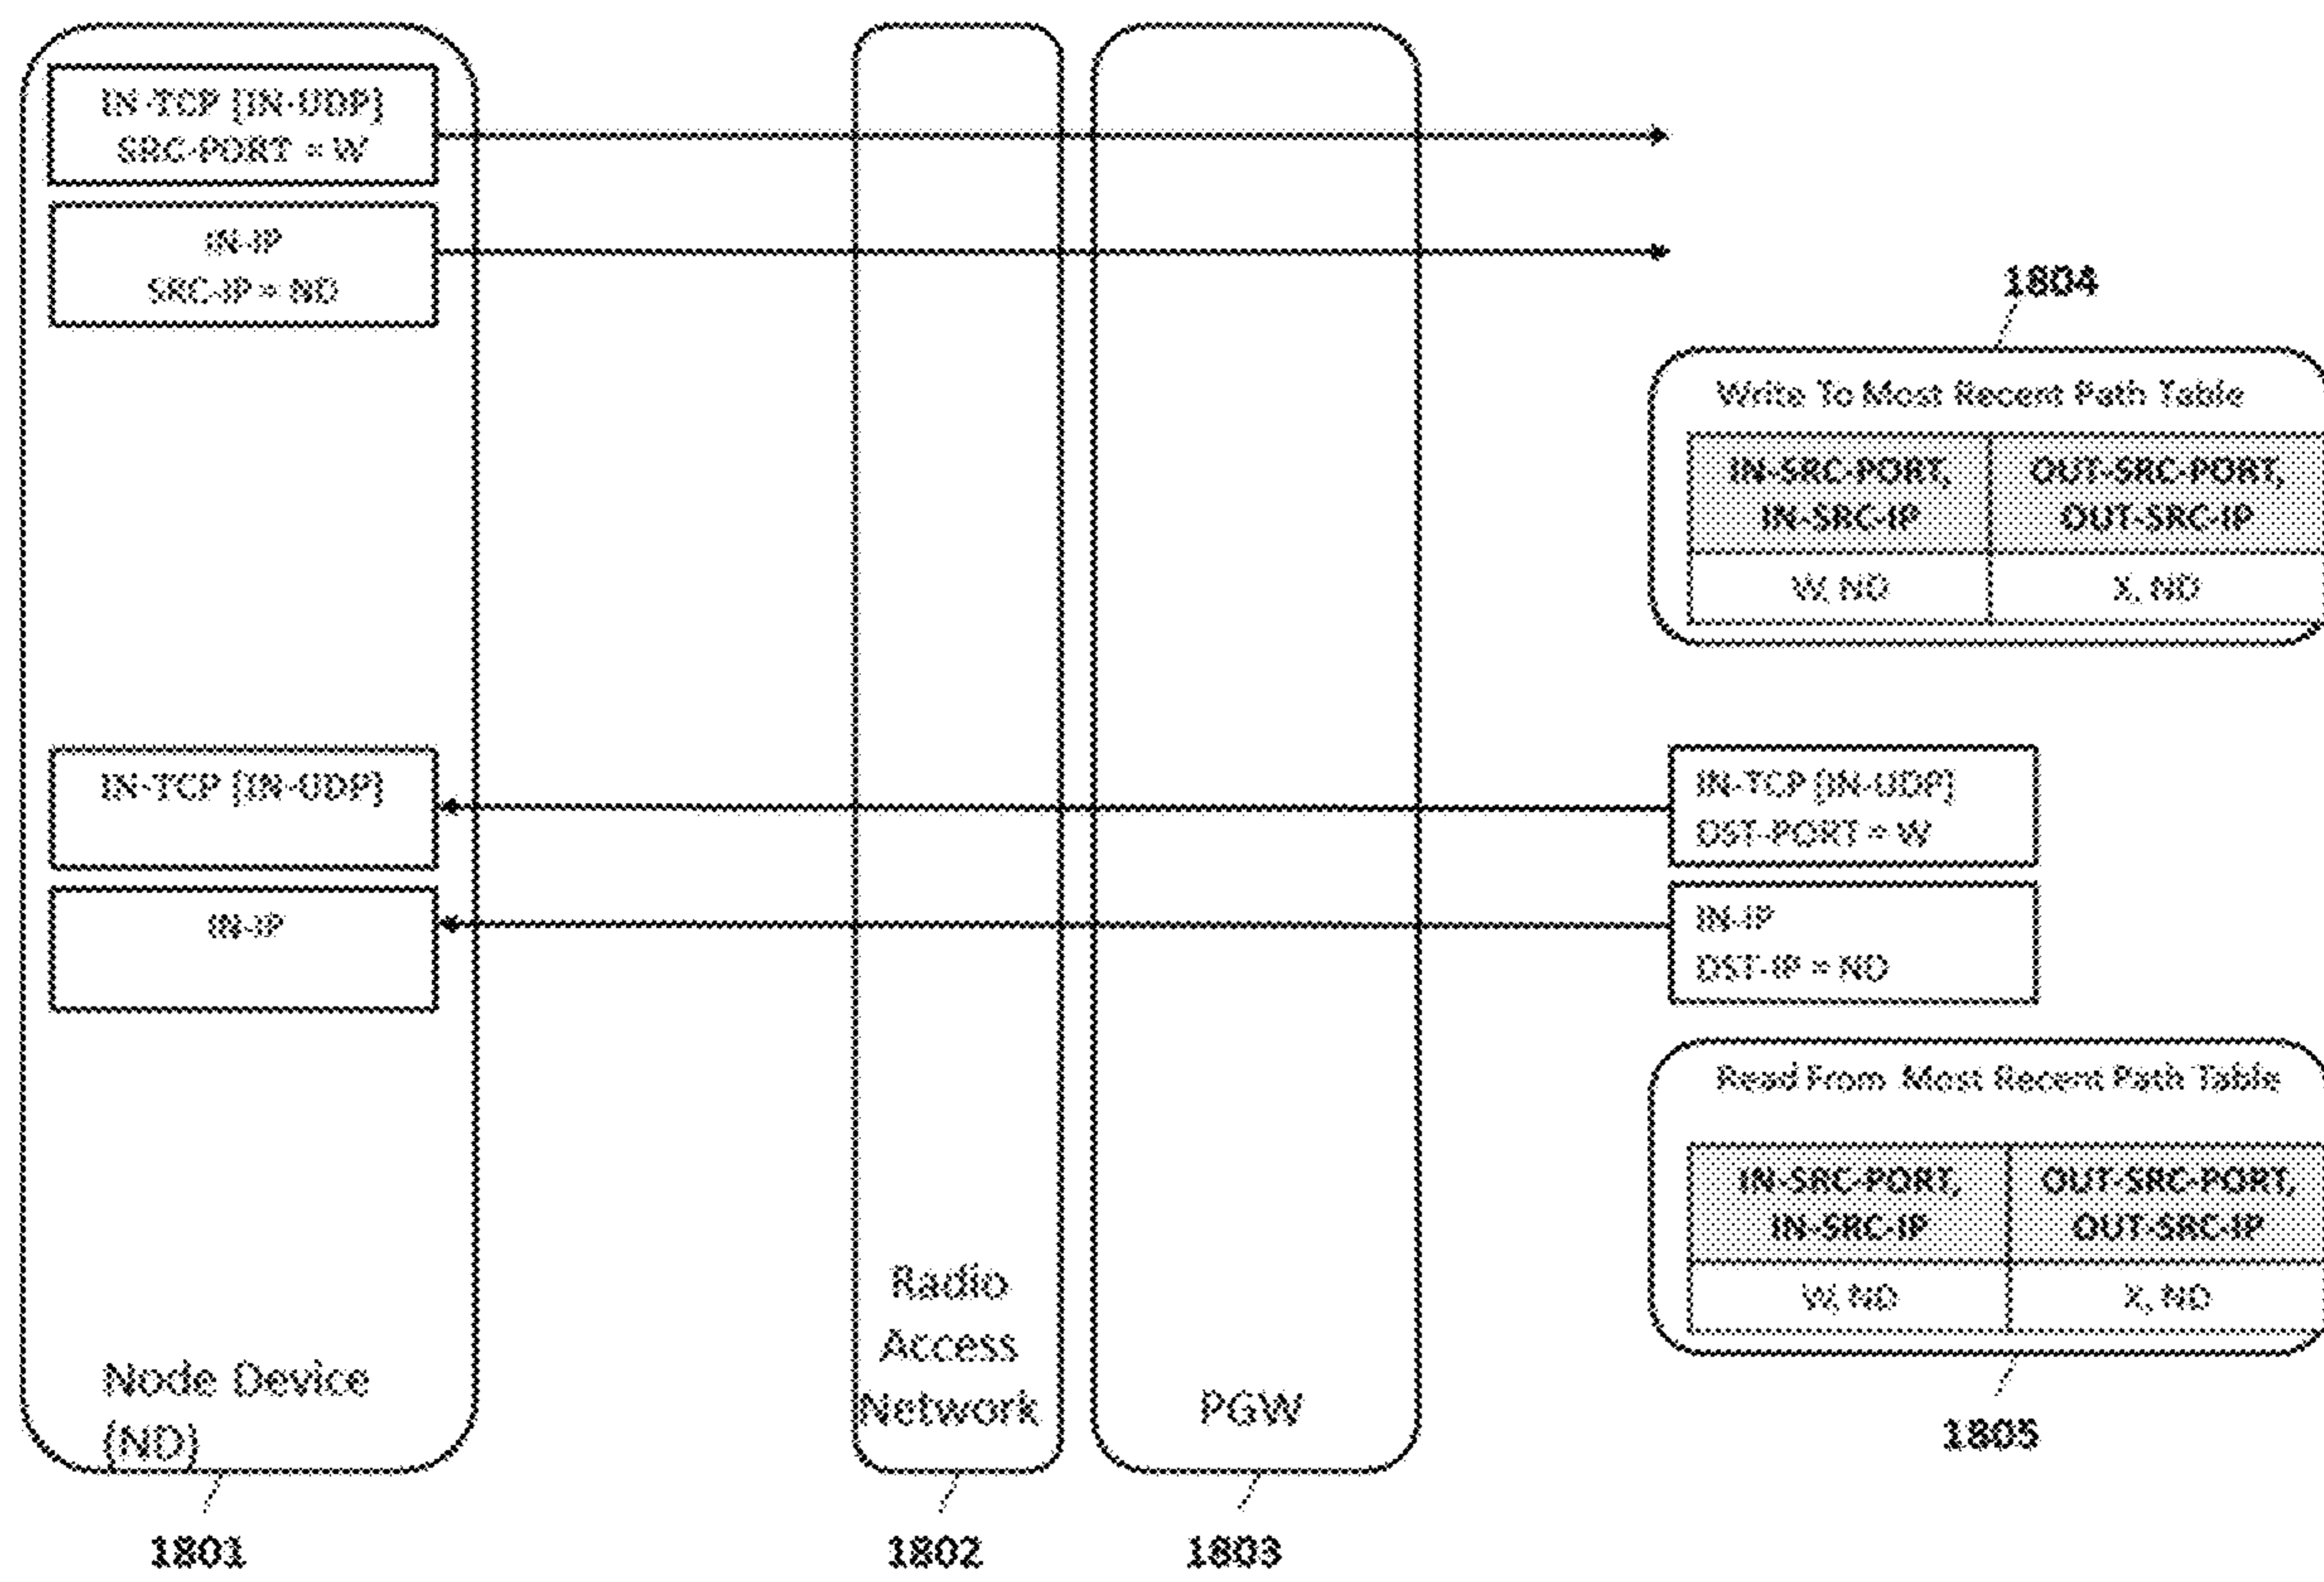 IN-TCP [IN-UDP]
SRC-PORT = W
IN-IP
SRC-IP = ND
1804
Write To Most Recent Path Table
IN-SRC-PORT, OUT-SRC-PORT,
IN-SRC-IP OUT-SRC-IP
W, ND X, ND
IN-TCP [IN-UDP]
IN-IP
IN-TCP [IN-UDP]
DST-PORT = W
IN-IP
DST-IP = ND
Read From Most Recent Path Table
IN-SRC-PORT, OUT-SRC-PORT,
IN-SRC-IP OUT-SRC-IP
W, ND X, ND
1805
Node Device
(ND)
Radio
Access
Network
PGW
1801
1802
1803